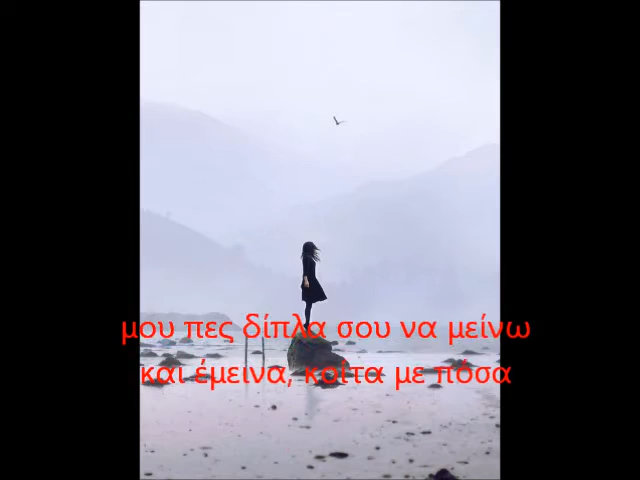 μου πες δίπλα σου να μείνω
και έμεινα, κοίτα με πόσα